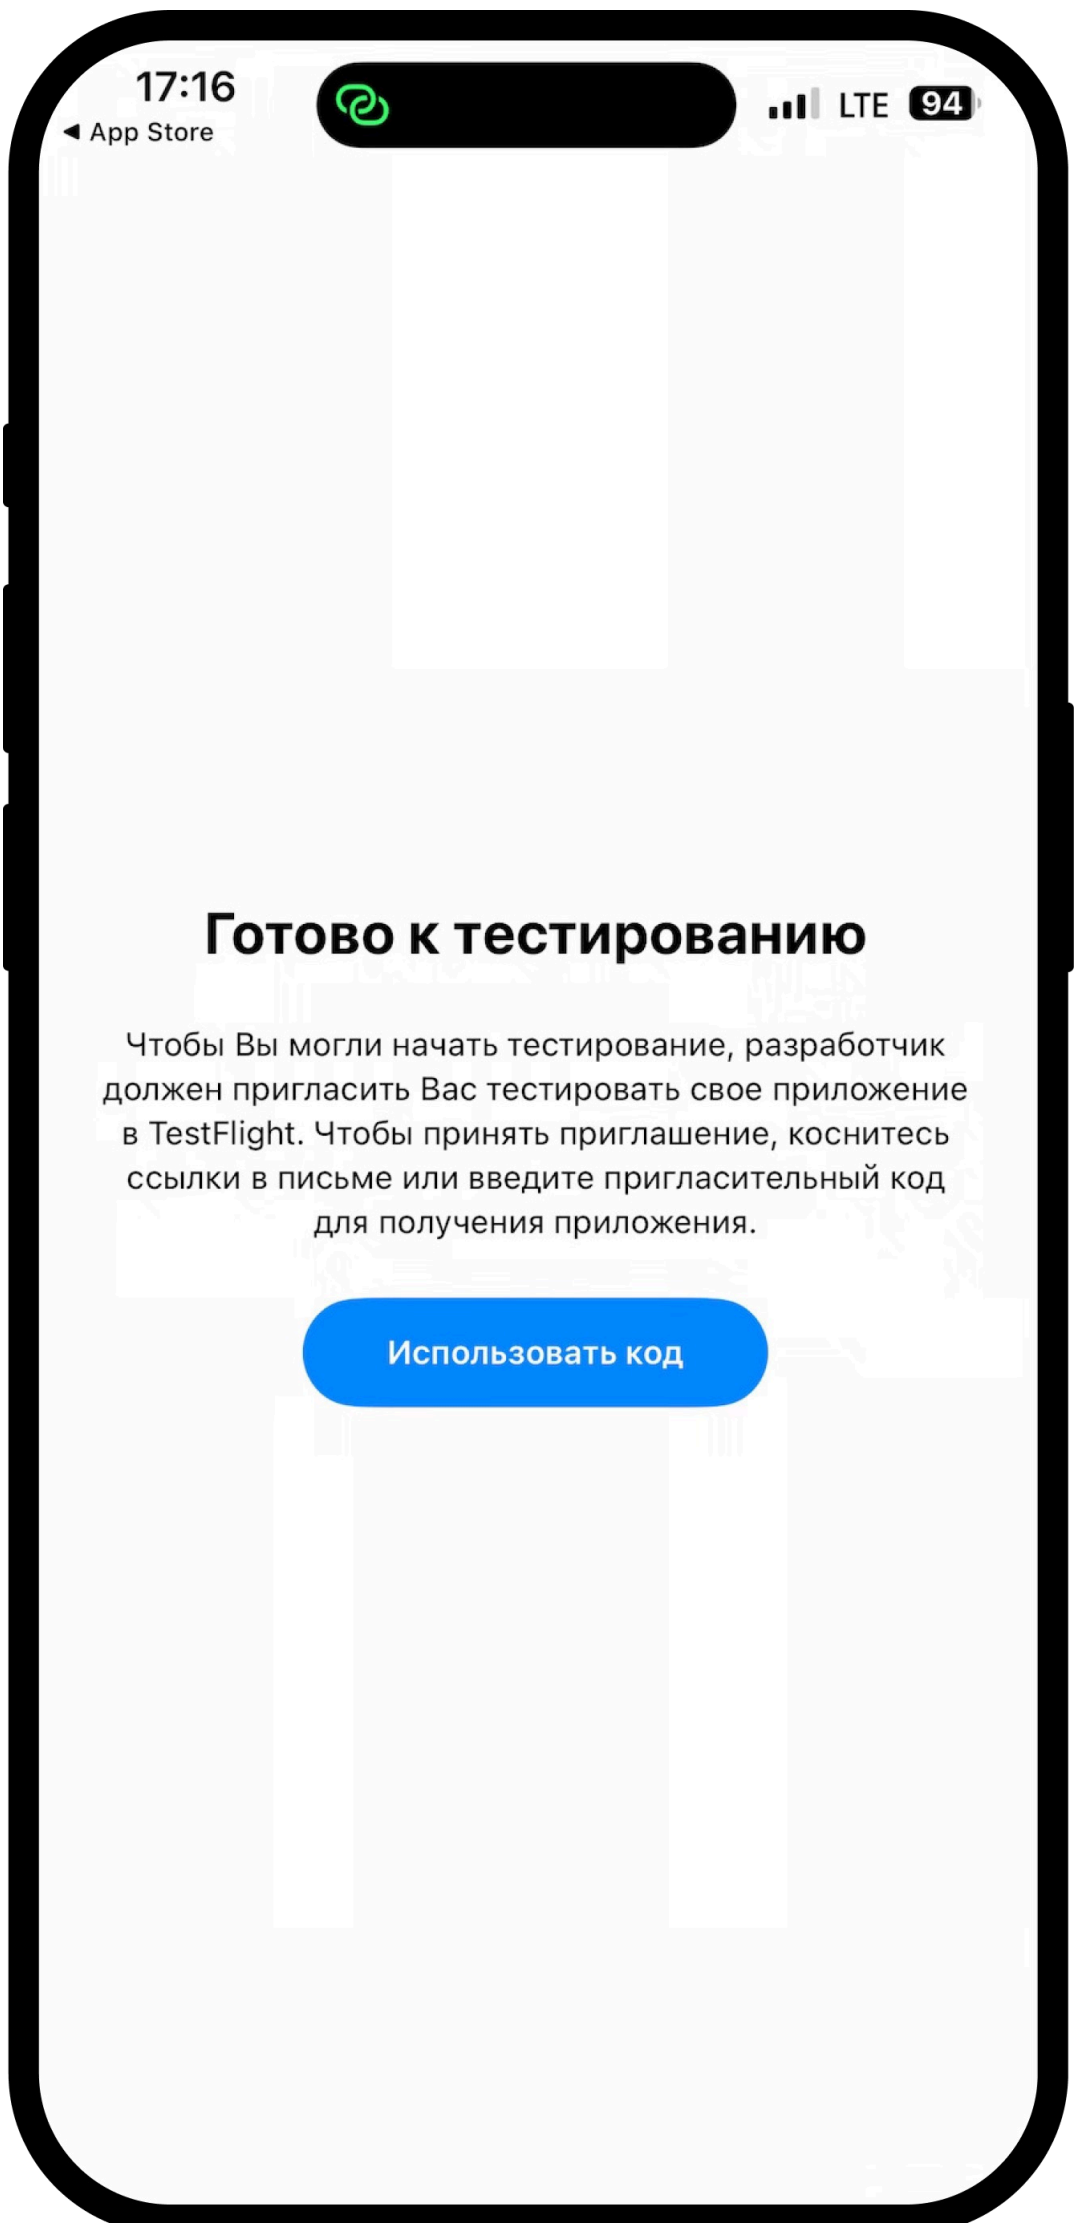 17:16
LTE
94
◀ App Store
Готово к тестированию
Чтобы Вы могли начать тестирование, разработчик
должен пригласить Вас тестировать свое приложение
в TestFlight. Чтобы принять приглашение, коснитесь
ссылки в письме или введите пригласительный код
для получения приложения.
Использовать код